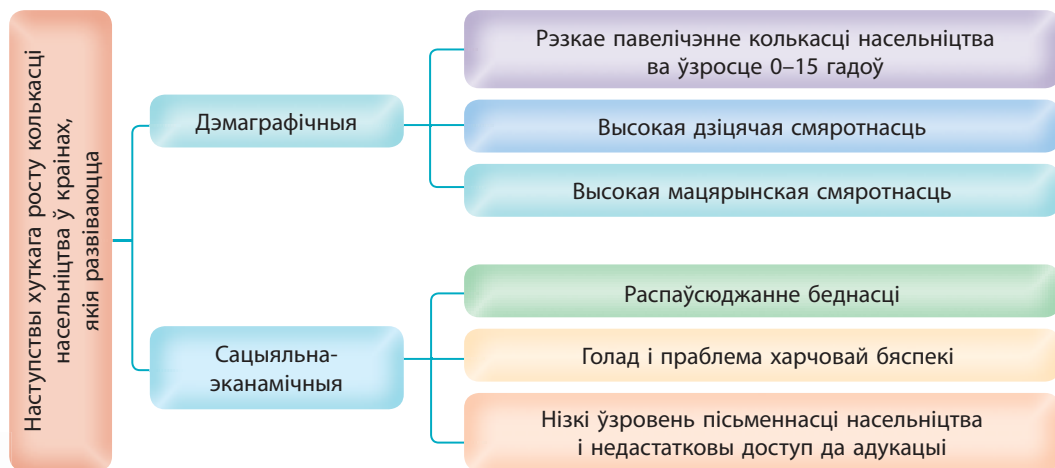 Наступствы хуткага росту колькасці
насельніцтва ў краінах,
якія развіваюцца
Дэмаграфічныя
Рэзкае павелічэнне колькасці насельніцтва
ва ўзросце 0–15 гадоў
Высокая дзіцячая смяротнасць
Высокая мацярынская смяротнасць
Сацыяльна-
эканамічныя
Распаўсюджанне беднасці
Голад і праблема харчовай бяспекі
Нізкі ўзровень пісьменнасці насельніцтва
і недастатковы доступ да адукацыі